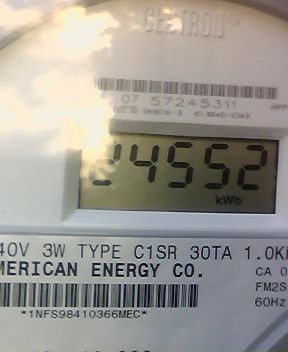 CENTRON®
07 57245311
24552
kWh
40V 3W TYPE C1SR 30TA 1.0K
MERICAN ENERGY CO.
CA 0
FM2S
60Hz
*1NFS98410366MEC*